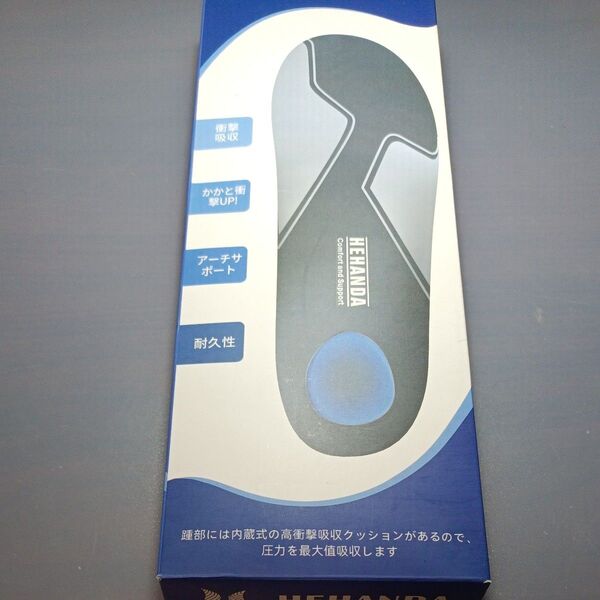 衝撃
吸収
かかと衝
撃UP!
アーチサ
ポート
耐久性
HEHANDA
Comfort and Support
踵部には内蔵式の高衝撃吸収クッションがあるので、
圧力を最大値吸収します
HEHANDA